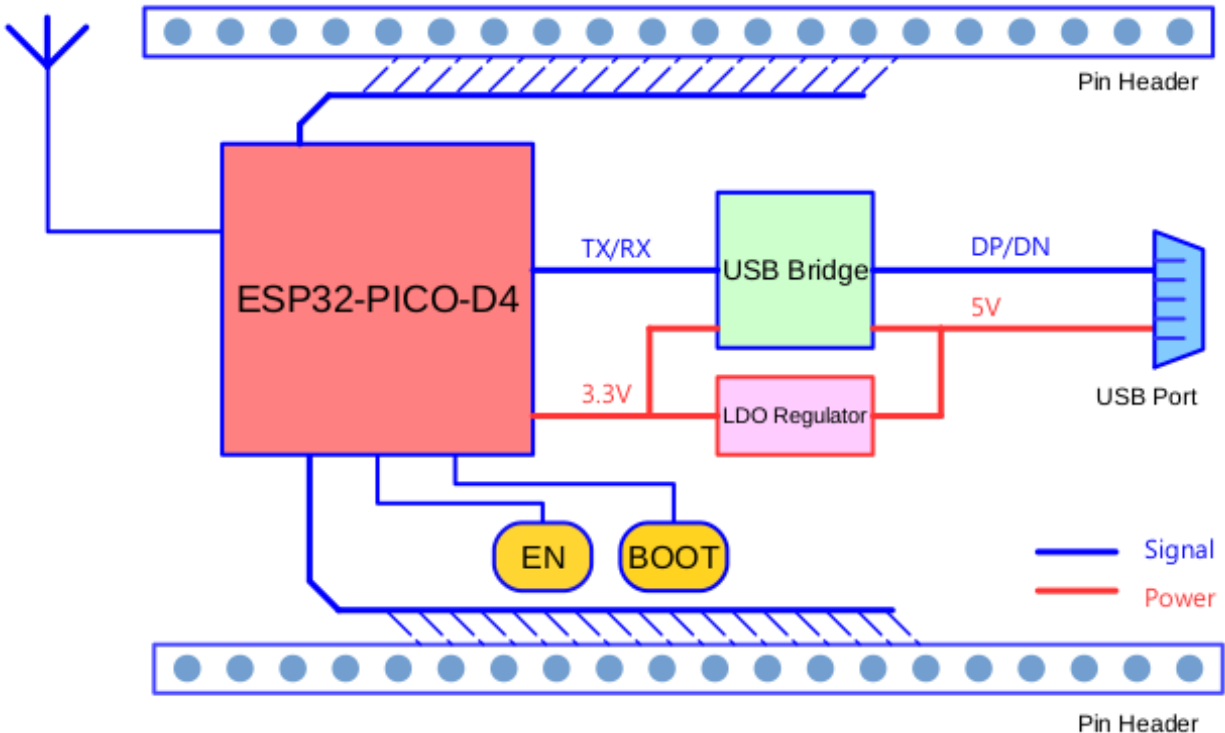 Pin Header
TX/RX
DP/DN
USB Bridge
ESP32-PICO-D4
5V
3.3V
USB Port
LDO Regulator
EN
BOOT
Signal
Power
Pin Header